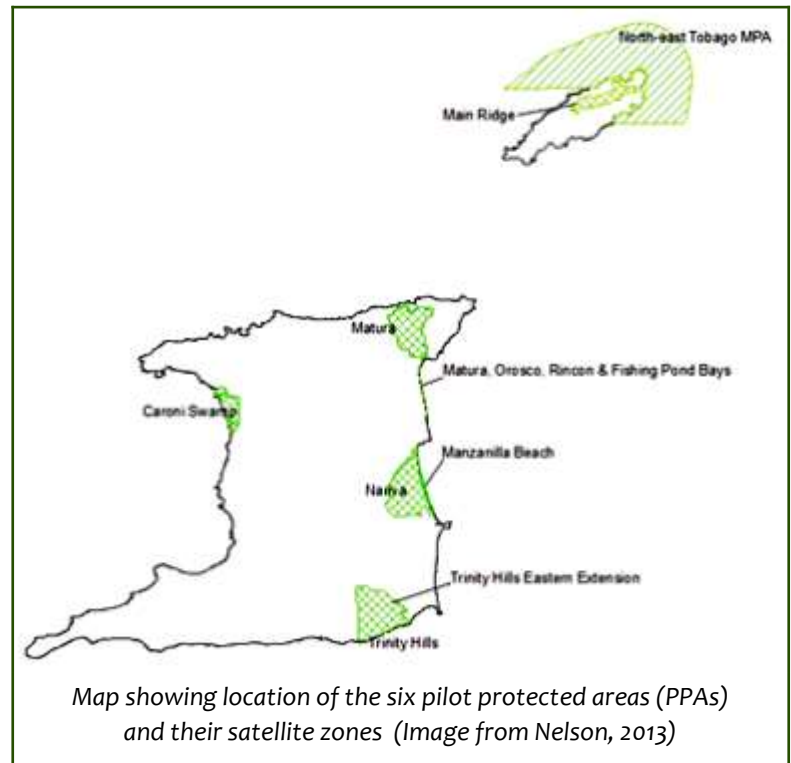 North-east Tobago MPA
Main Ridge
Matura
Matura, Orosco, Rincon & Fishing Pond Bays
Caroni Swamp
Manzanilla Beach
Nariva
Trinity Hills Eastern Extension
Trinity Hills
Map showing location of the six pilot protected areas (PPAs)
and their satellite zones (Image from Nelson, 2013)